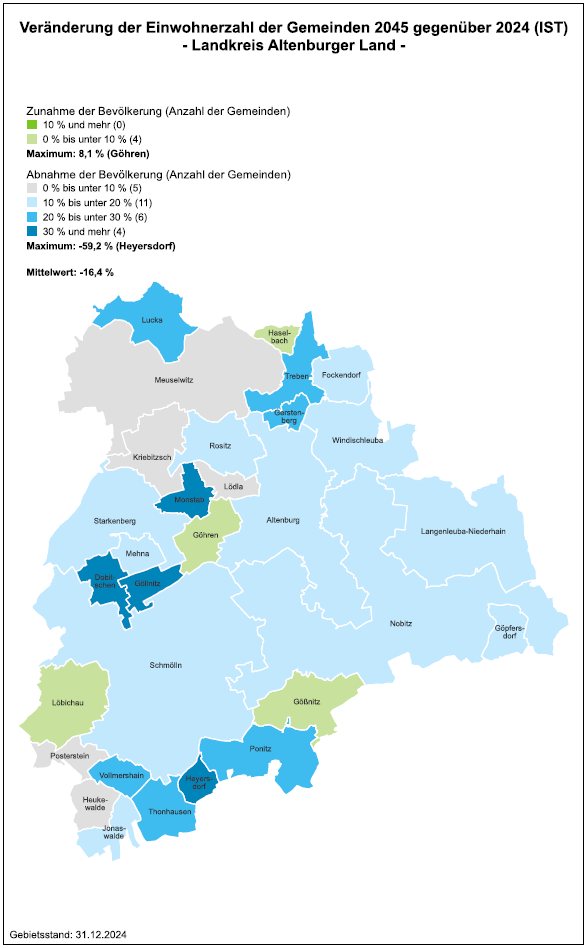 Veränderung der Einwohnerzahl der Gemeinden 2045 gegenüber 2024 (IST)
- Landkreis Altenburger Land -
Zunahme der Bevölkerung (Anzahl der Gemeinden)
10 % und mehr (0)
0 % bis unter 10 % (4)
Maximum: 8,1 % (Göhren)
Abnahme der Bevölkerung (Anzahl der Gemeinden)
0 % bis unter 10 % (5)
10 % bis unter 20 % (11)
20 % bis unter 30 % (6)
30 % und mehr (4)
Maximum: -59,2 % (Heyersdorf)
Mittelwert: -16,4 %
Lucka
Hasel-
bach
Treben
Fockendorf
Meuselwitz
Gersten-
berg
Windischleuba
Rositz
Kriebitzsch
Lödla
Monstab
Starkenberg
Altenburg
Göhren
Langenleuba-Niederhain
Mehna
Dobit-
schen
Göllnitz
Nobitz
Göpfers-
dorf
Schmölln
Löbichau
Gößnitz
Posterstein
Ponitz
Vollmershain
Heyers-
dorf
Heuke-
walde
Thonhausen
Jonas-
walde
Gebietsstand: 31.12.2024